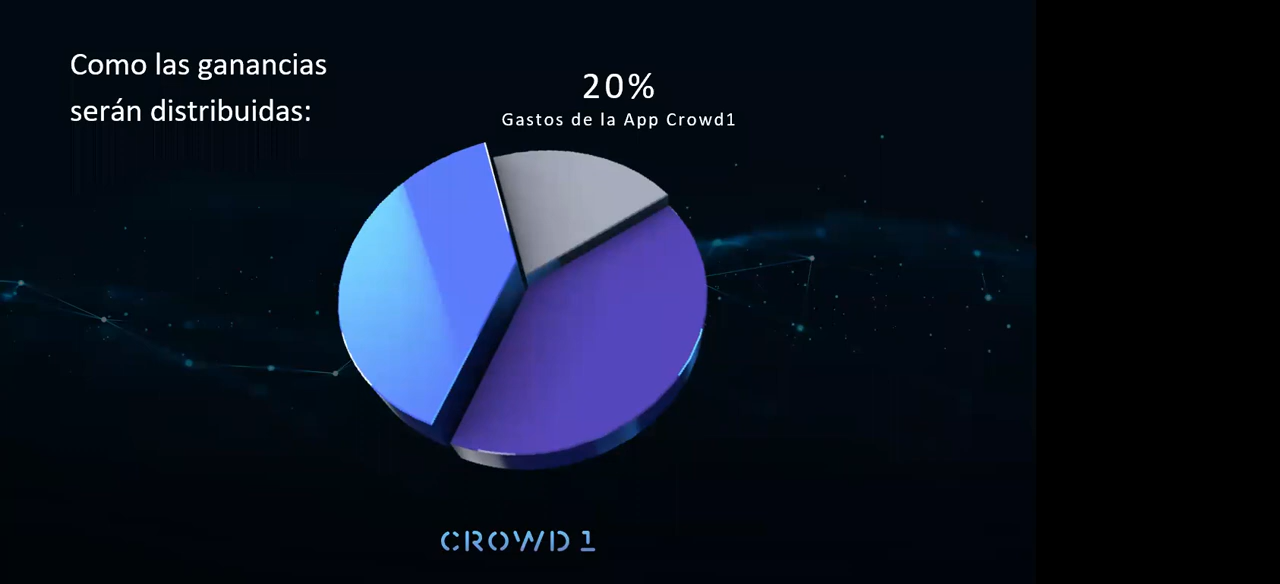 Como las ganancias
serán distribuidas:
20%
Gastos de la App Crowd1
CROWD 1